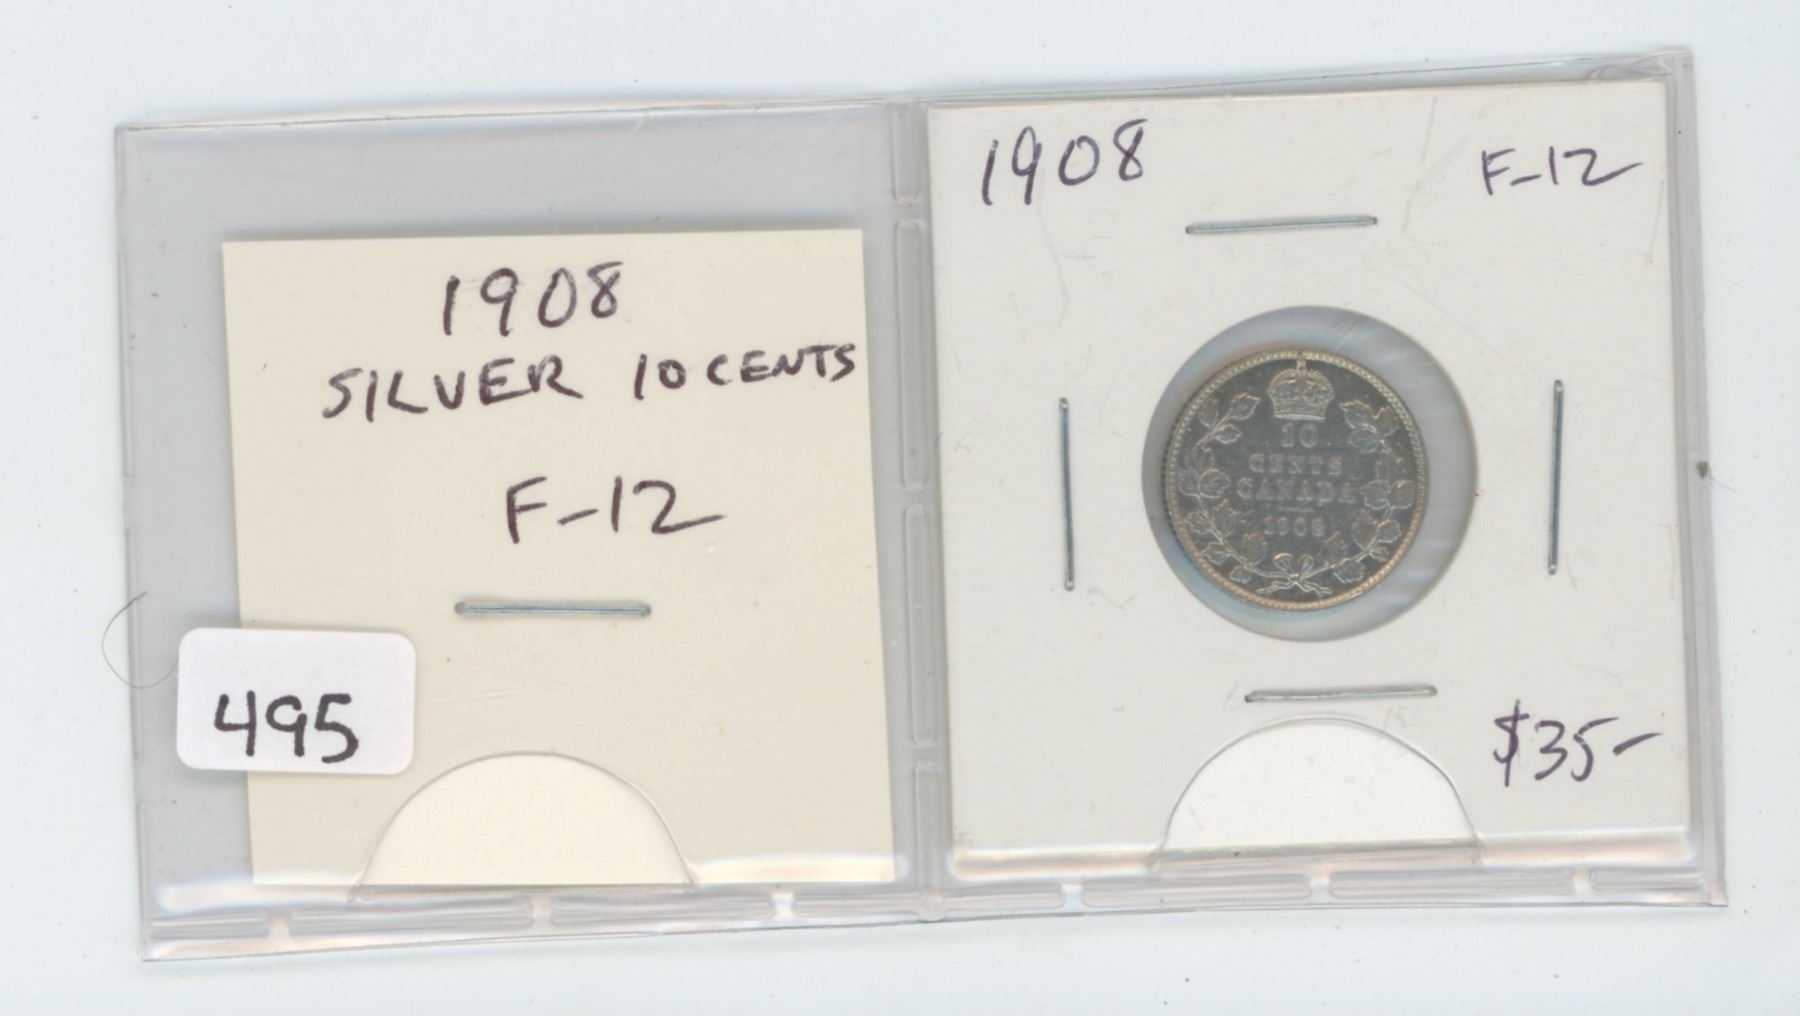 1908
SILVER 10 CENTS
F-12
495
1908
F-12
10
CENTS
CANADA
1908
$35-